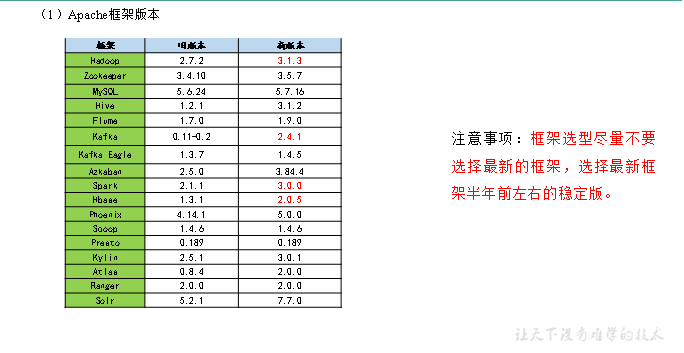 （1）Apache框架版本
框架 旧版本 新版本
Hadoop 2.7.2 3.1.3
Zookeeper 3.4.10 3.5.7
MySQL 5.6.24 5.7.16
Hive 1.2.1 3.1.2
Flume 1.7.0 1.9.0
Kafka 0.11-0.2 2.4.1
Kafka Eagle 1.3.7 1.4.5
Azkaban 2.5.0 3.84.4
Spark 2.1.1 3.0.0
Hbase 1.3.1 2.0.5
Phoenix 4.14.1 5.0.0
Sqoop 1.4.6 1.4.6
Presto 0.189 0.189
Kylin 2.5.1 3.0.1
Atlas 0.8.4 2.0.0
Ranger 2.0.0 2.0.0
Solr 5.2.1 7.7.0
注意事项：框架选型尽量不要
选择最新的框架，选择最新框
架半年前左右的稳定版。
让天下没有难学的技术